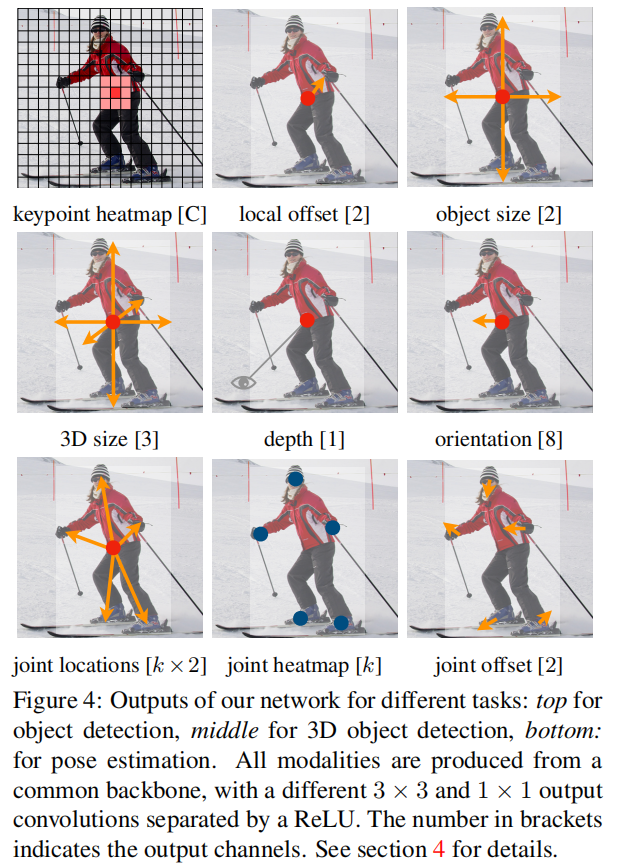 keypoint heatmap [C] local offset [2] object size [2]
3D size [3] depth [1] orientation [8]
joint locations [k × 2] joint heatmap [k] joint offset [2]
Figure 4: Outputs of our network for different tasks: top for
object detection, middle for 3D object detection, bottom:
for pose estimation. All modalities are produced from a
common backbone, with a different 3 × 3 and 1 × 1 output
convolutions separated by a ReLU. The number in brackets
indicates the output channels. See section 4 for details.